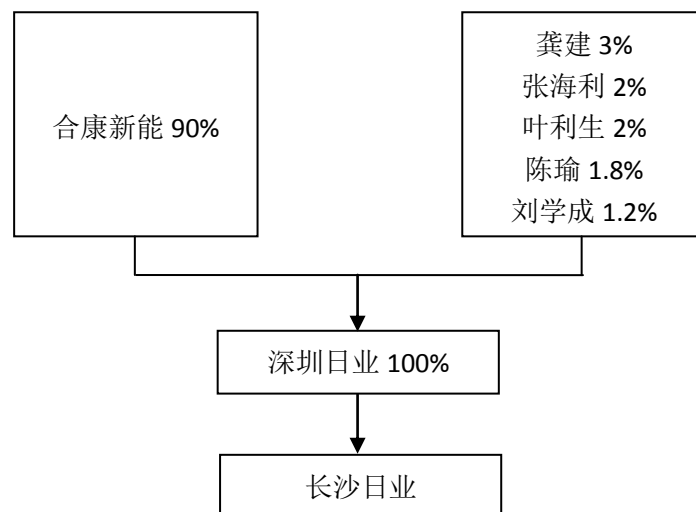 合康新能 90%
龚建 3%
张海利 2%
叶利生 2%
陈瑜 1.8%
刘学成 1.2%
深圳日业 100%
长沙日业